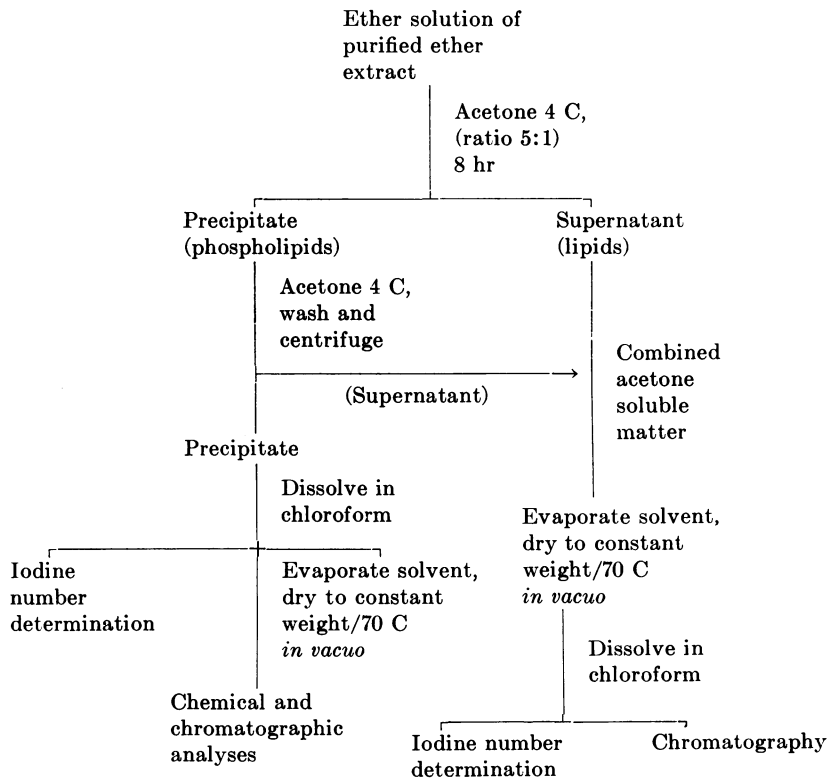 Ether solution of
purified ether
extract
Acetone 4 C,
(ratio 5:1)
8 hr
Precipitate
(phospholipids)
Supernatant
(lipids)
Acetone 4 C,
wash and
centrifuge
(Supernatant)
Combined
acetone
soluble
matter
Precipitate
Dissolve in
chloroform
Evaporate solvent,
dry to constant
weight/70 C
in vacuo
Iodine
number
determination
Evaporate solvent,
dry to constant
weight/70 C
in vacuo
Chemical and
chromatographic
analyses
Dissolve in
chloroform
Iodine number
determination
Chromatography